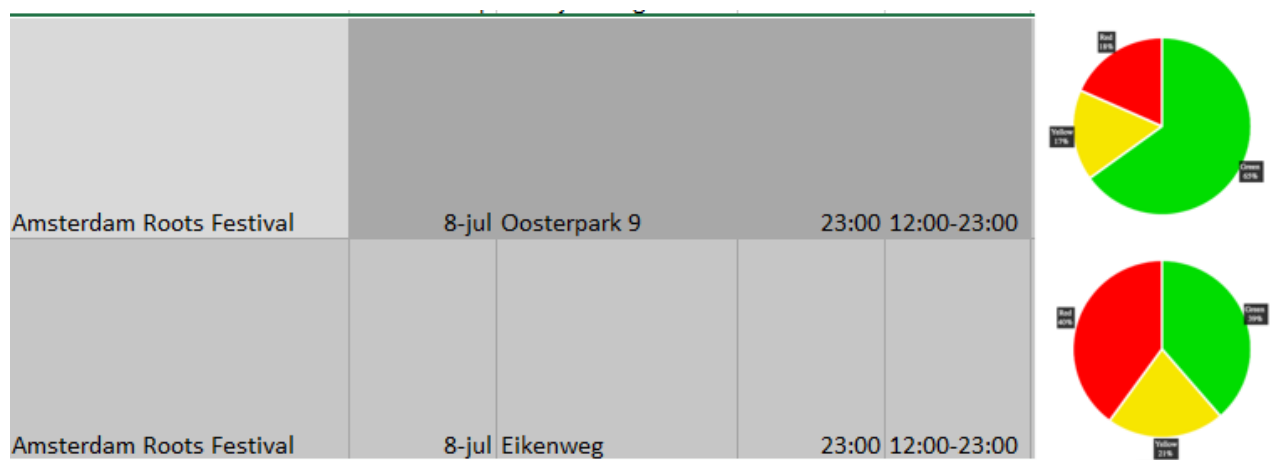 Amsterdam Roots Festival 8-jul Oosterpark 9 23:00 12:00-23:00
Red
18%
Yellow
17%
Green
65%
Amsterdam Roots Festival 8-jul Eikenweg 23:00 12:00-23:00
Red
40%
Green
39%
Yellow
21%